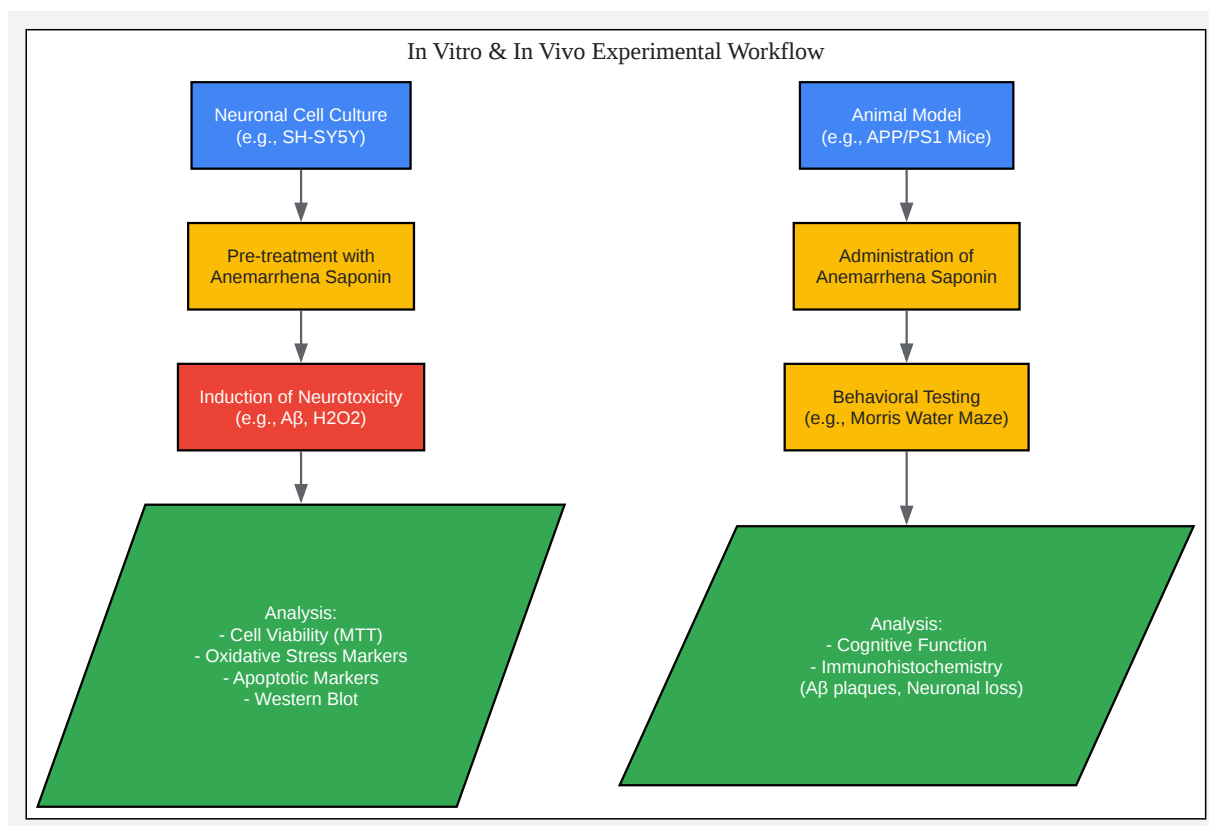 In Vitro & In Vivo Experimental Workflow
Neuronal Cell Culture
(e.g., SH-SY5Y)
Pre-treatment with
Anemarrhena Saponin
Induction of Neurotoxicity
(e.g., Aβ, H2O2)
Analysis:
- Cell Viability (MTT)
- Oxidative Stress Markers
- Apoptotic Markers
- Western Blot
Animal Model
(e.g., APP/PS1 Mice)
Administration of
Anemarrhena Saponin
Behavioral Testing
(e.g., Morris Water Maze)
Analysis:
- Cognitive Function
- Immunohistochemistry
(Aβ plaques, Neuronal loss)